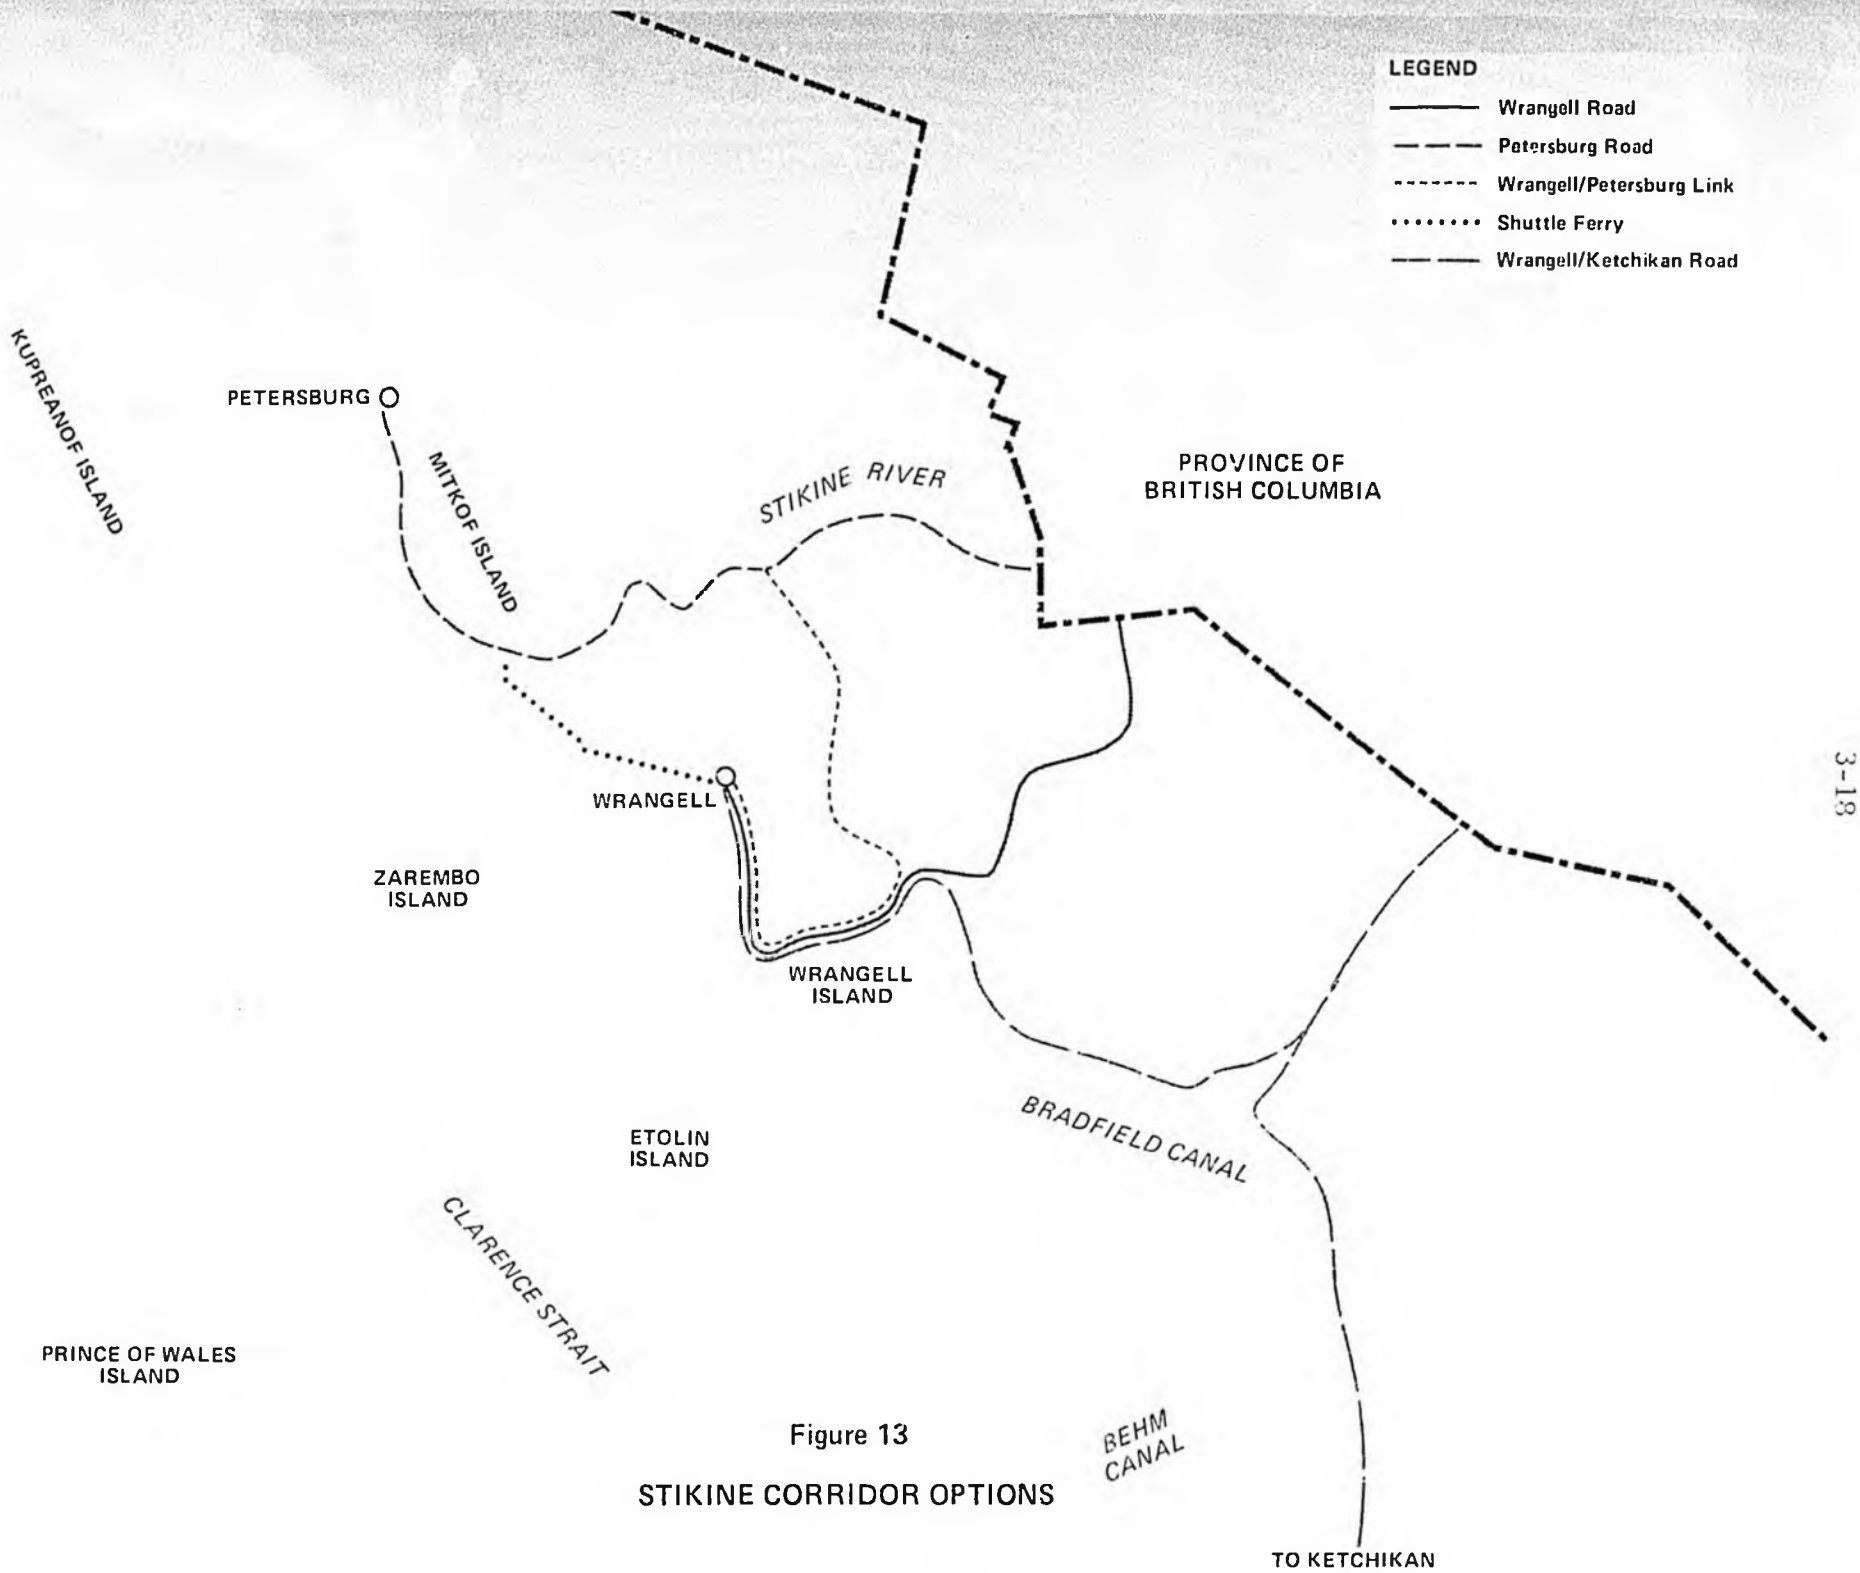 LEGEND
Wrangell Road
Petersburg Road
Wrangell/Petersburg Link
Shuttle Ferry
Wrangell/Ketchikan Road
KUPREANOF ISLAND
PETERSBURG
MITKOF ISLAND
STIKINE RIVER
PROVINCE OF
BRITISH COLUMBIA
3-18
WRANGELL
ZAREMBO
ISLAND
WRANGELL
ISLAND
BRADFIELD CANAL
ETOLIN
ISLAND
CLARENCE STRAIT
PRINCE OF WALES
ISLAND
BEHM
CANAL
Figure 13
STIKINE CORRIDOR OPTIONS
TO KETCHIKAN